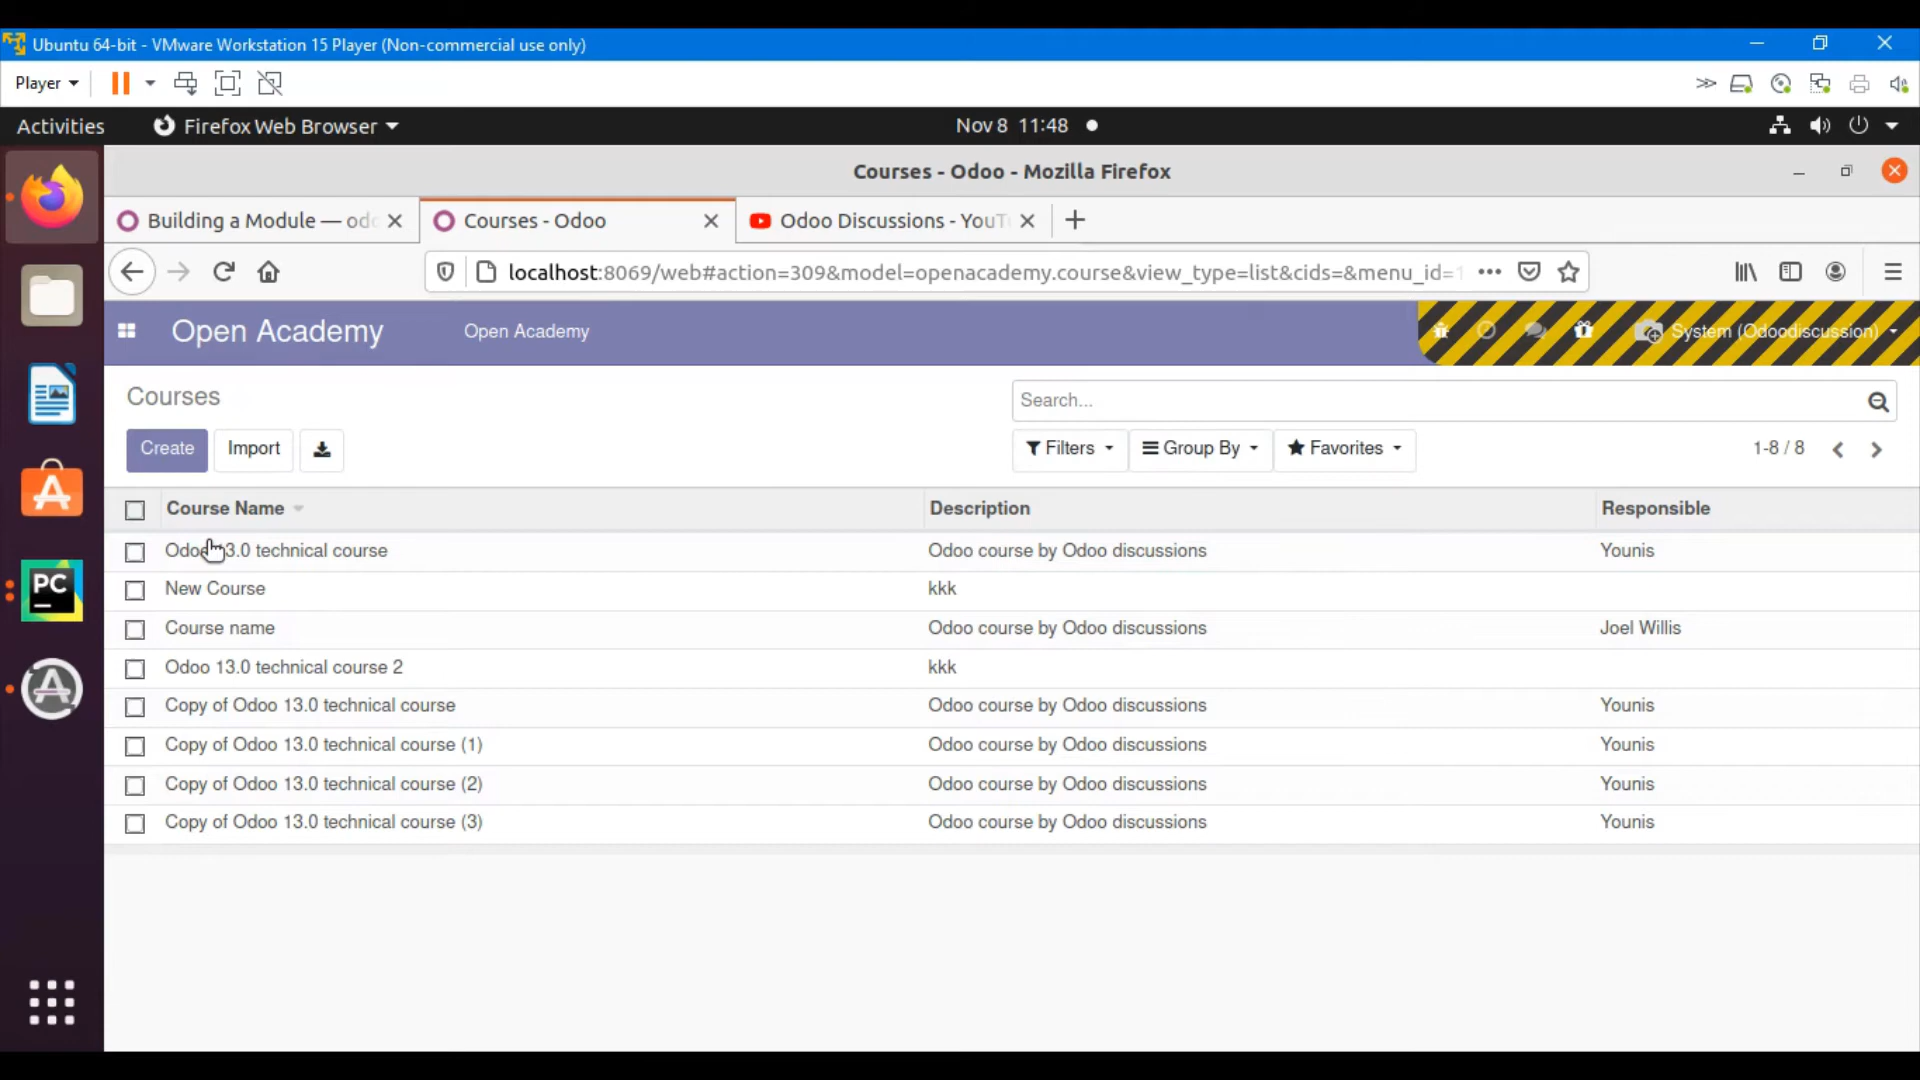 Ubuntu 64-bit - VMware Workstation 15 Player (Non-commercial use only)
Player
Activities
Firefox Web Browser
Nov 8 11:48
Courses - Odoo - Mozilla Firefox
Building a Module — odo
Courses - Odoo
Odoo Discussions - YouT
localhost:8069/web#action=309&model=openacademy.course&view_type=list&cids=&menu_id=1
Open Academy
Open Academy
System (Odoodiscussion)
Courses
Search...
Create
Import
Filters
Group By
Favorites
1-8 / 8
Course Name
Description
Responsible
Odoo 13.0 technical course
Odoo course by Odoo discussions
Younis
New Course
kkk
Course name
Odoo course by Odoo discussions
Joel Willis
Odoo 13.0 technical course 2
kkk
Copy of Odoo 13.0 technical course
Odoo course by Odoo discussions
Younis
Copy of Odoo 13.0 technical course (1)
Odoo course by Odoo discussions
Younis
Copy of Odoo 13.0 technical course (2)
Odoo course by Odoo discussions
Younis
Copy of Odoo 13.0 technical course (3)
Odoo course by Odoo discussions
Younis
PC